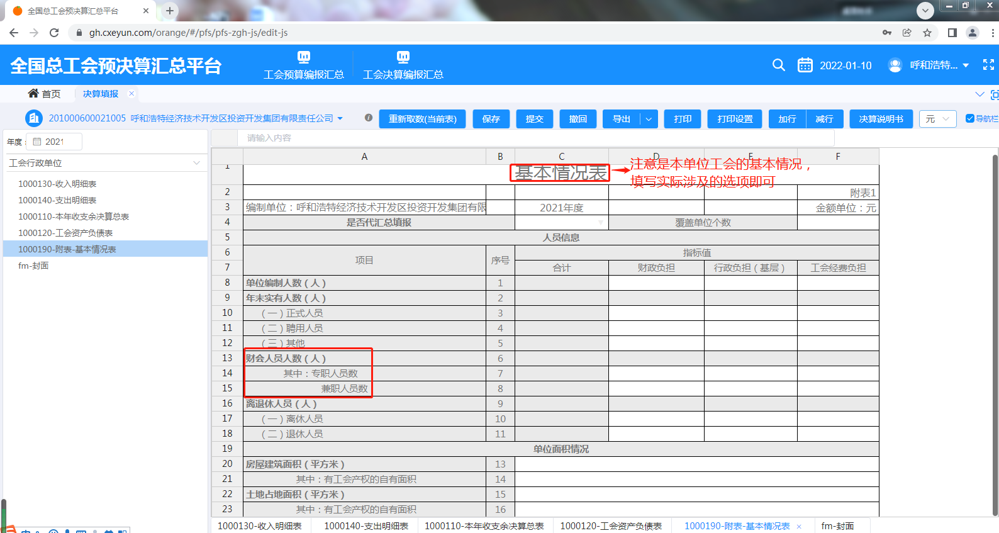 全国总工会预决算汇总平台
gh.cxeyun.com/orange/#/pfs/pfs-zgh-js/edit-js
全国总工会预决算汇总平台
工会预算编报汇总
工会决算编报汇总
2022-01-10
呼和浩特...
首页
决算填报
201000600021005 呼和浩特经济技术开发区投资开发集团有限责任公司
重新取数(当前表)
保存
提交
撤回
导出
打印
打印设置
加行
减行
决算说明书
元
导航栏
年度：
2021
请输入内容
工会行政单位
1000130-收入明细表
1000140-支出明细表
1000110-本年收支余决算总表
1000120-工会资产负债表
1000190-附表-基本情况表
fm-封面
A B C D E F
1 基本情况表
注意是本单位工会的基本情况，
填写实际涉及的选项即可
2 附表1
3 编制单位：呼和浩特经济技术开发区投资开发集团有限 2021年度 金额单位：元
4 是否代汇总填报 覆盖单位个数
5 人员信息
6 项目 序号 指标值
7 合计 财政负担 行政负担（基层） 工会经费负担
8 单位编制人数（人） 1
9 年末实有人数（人） 2
10 （一）正式人员 3
11 （二）聘用人员 4
12 （三）其他 5
13 财会人员人数（人） 6
14 其中：专职人员数 7
15 兼职人员数 8
16 离退休人员（人） 9
17 （一）离休人员 10
18 （二）退休人员 11
19 单位面积情况
20 房屋建筑面积（平方米） 13
21 其中：有工会产权的自有面积 14
22 土地占地面积（平方米） 15
23 其中：有工会产权的自有面积 16
1000130-收入明细表
1000140-支出明细表
1000110-本年收支余决算总表
1000120-工会资产负债表
1000190-附表-基本情况表
fm-封面